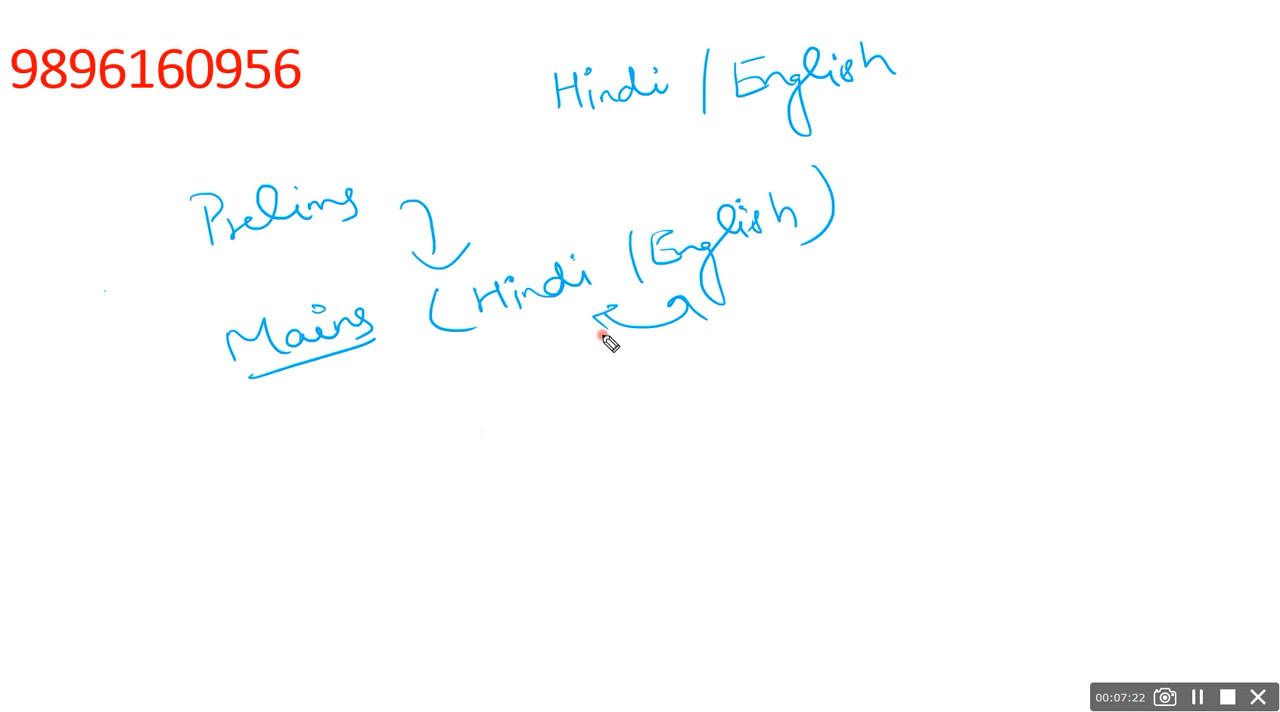 9896160956
Hindi / English
Prelims
Mains (Hindi / English)
00:07:22